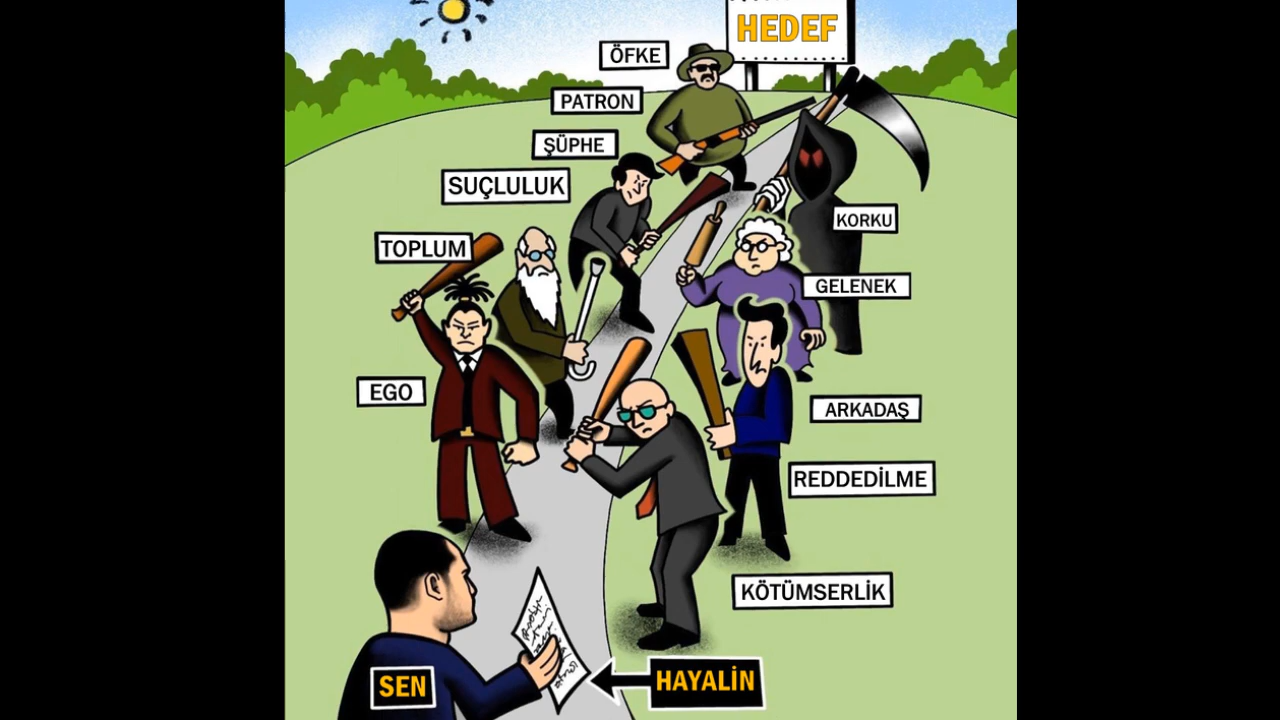 HEDEF
ÖFKE
PATRON
ŞÜPHE
SUÇLULUK
KORKU
TOPLUM
GELENEK
EGO
ARKADAŞ
REDDEDİLME
KÖTÜMSERLİK
SEN
HAYALİN